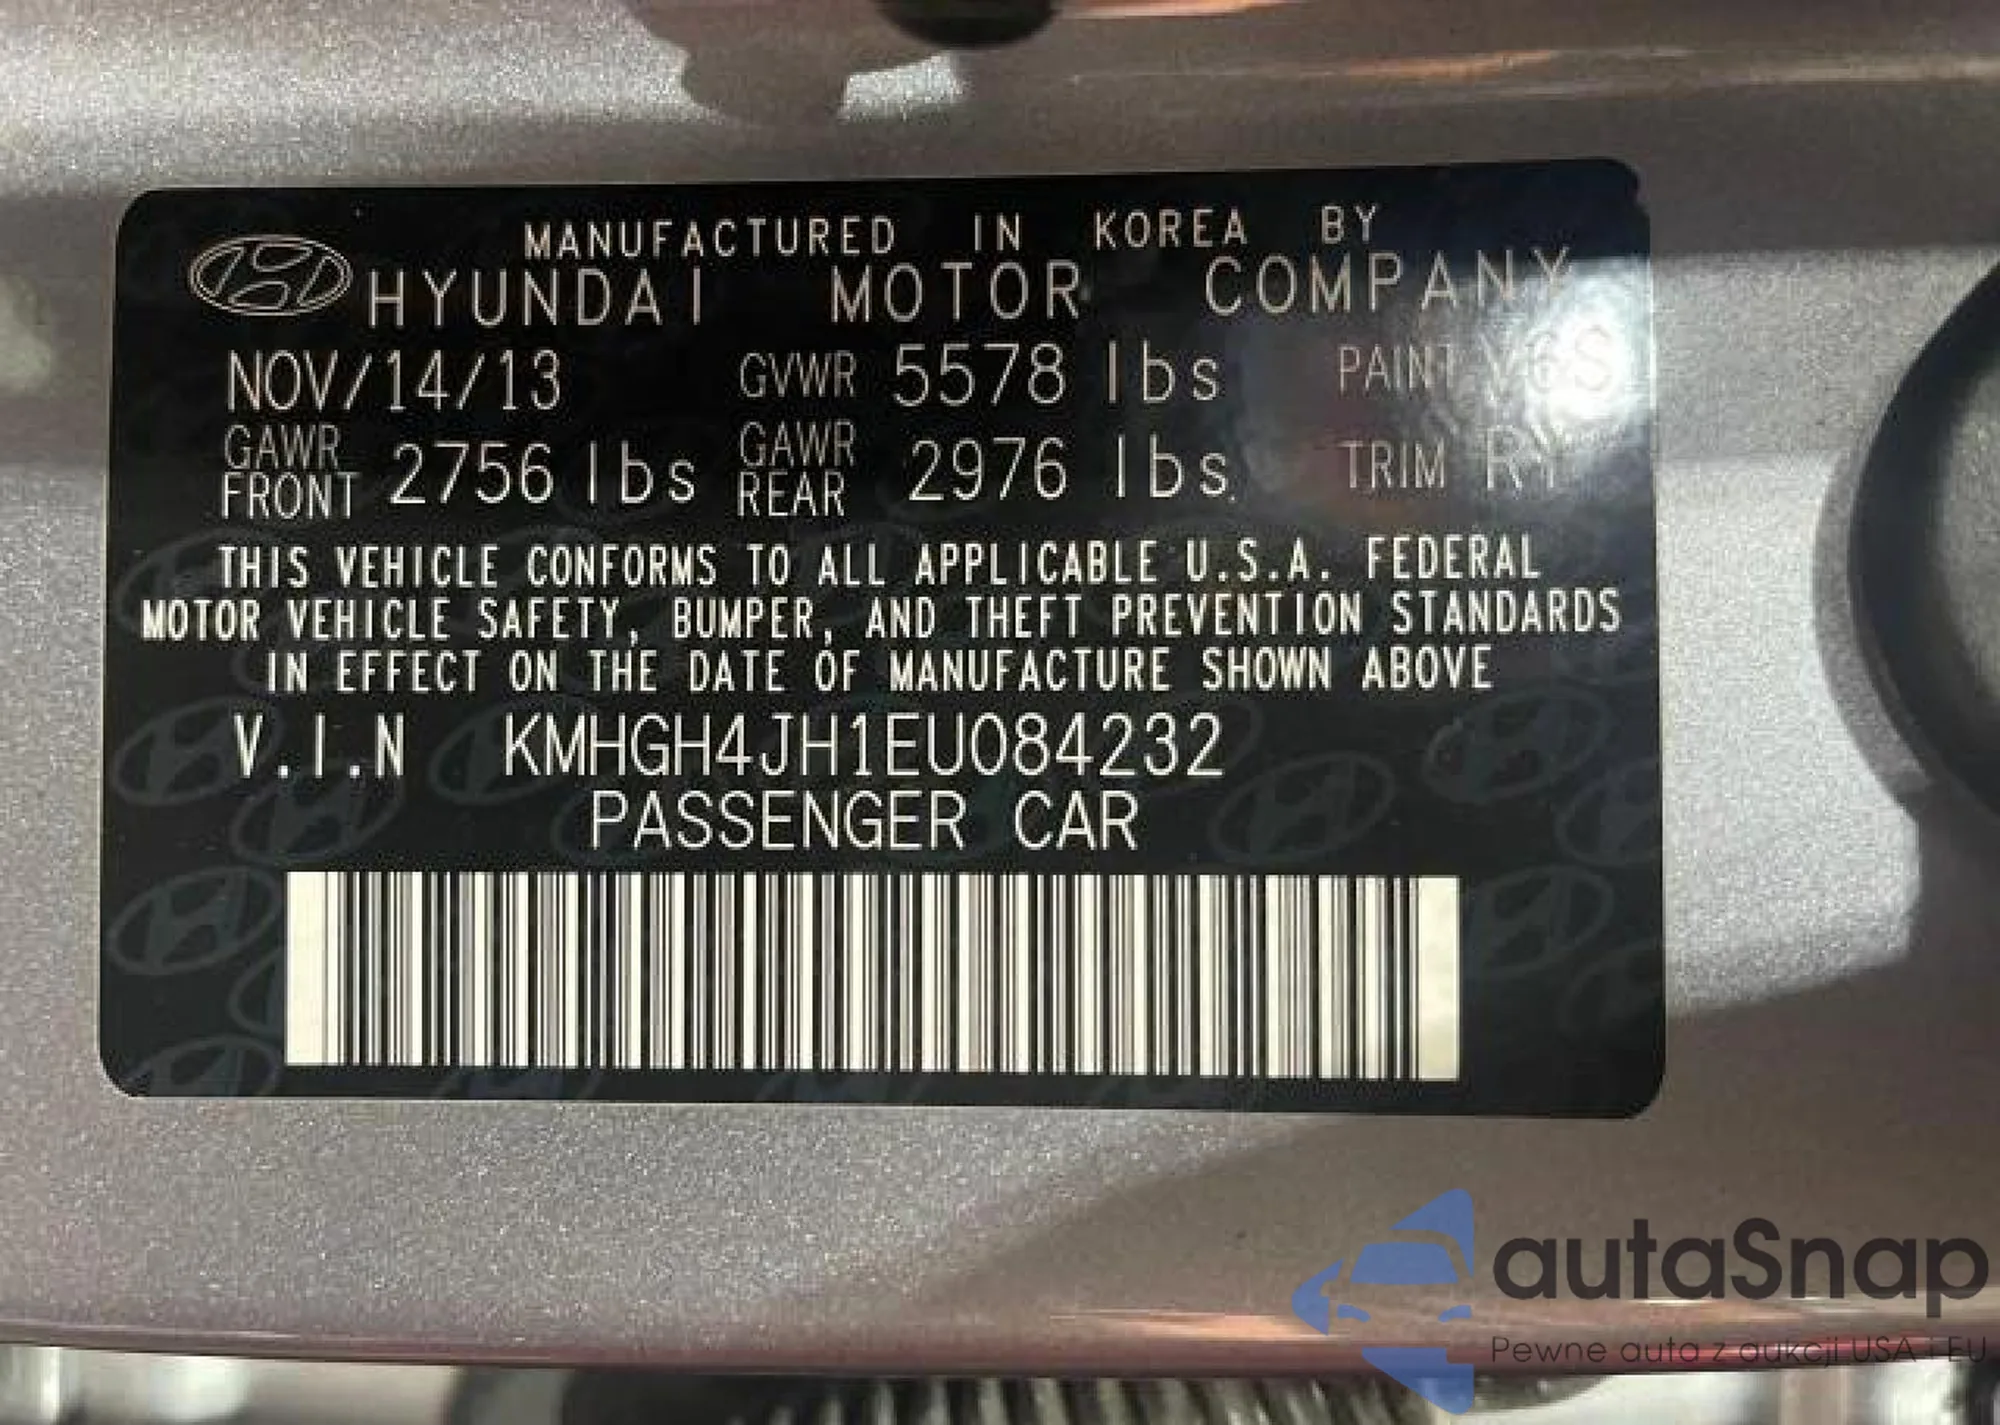 MANUFACTURED IN KOREA BY
HYUNDAI MOTOR COMPANY
NOV/14/13 GVWR 5578 lbs PAINT V6S
GAWR FRONT 2756 lbs GAWR REAR 2976 lbs TRIM RY
THIS VEHICLE CONFORMS TO ALL APPLICABLE U.S.A. FEDERAL
MOTOR VEHICLE SAFETY, BUMPER, AND THEFT PREVENTION STANDARDS
IN EFFECT ON THE DATE OF MANUFACTURE SHOWN ABOVE
V.I.N KMHGH4JH1EU084232
PASSENGER CAR
autaSnap
Pewne auta z aukcji USA i EU